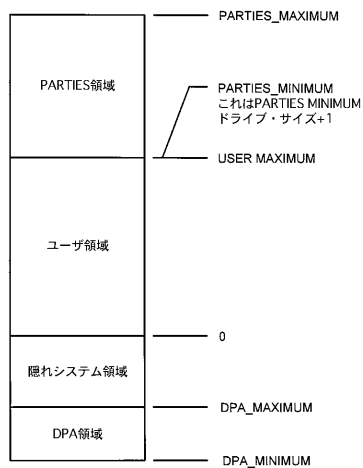 PARTIES_MAXIMUM
PARTIES領域
PARTIES_MINIMUM
これはPARTIES MINIMUM
ドライブ・サイズ+1
USER MAXIMUM
ユーザ領域
0
隠れシステム領域
DPA_MAXIMUM
DPA領域
DPA_MINIMUM